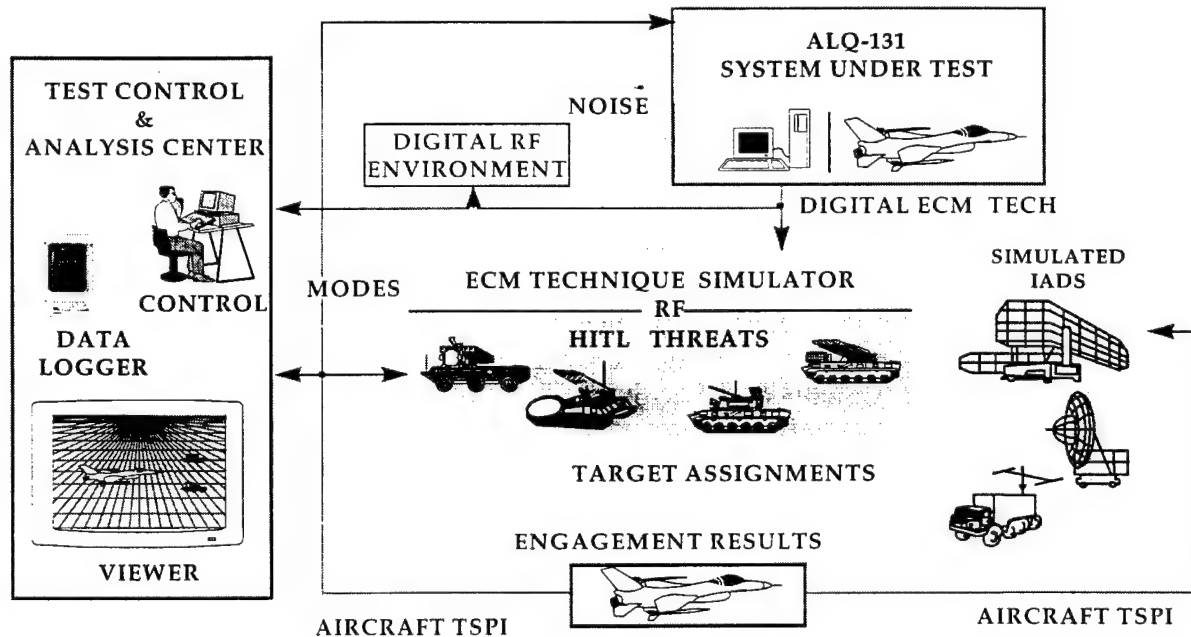 TEST CONTROL
&
ANALYSIS CENTER
CONTROL
DATA
LOGGER
VIEWER
ALQ-131
SYSTEM UNDER TEST
NOISE
DIGITAL RF
ENVIRONMENT
DIGITAL ECM TECH
MODES
ECM TECHNIQUE SIMULATOR
RF
HITL THREATS
SIMULATED
IADS
TARGET ASSIGNMENTS
ENGAGEMENT RESULTS
AIRCRAFT TSPI
AIRCRAFT TSPI